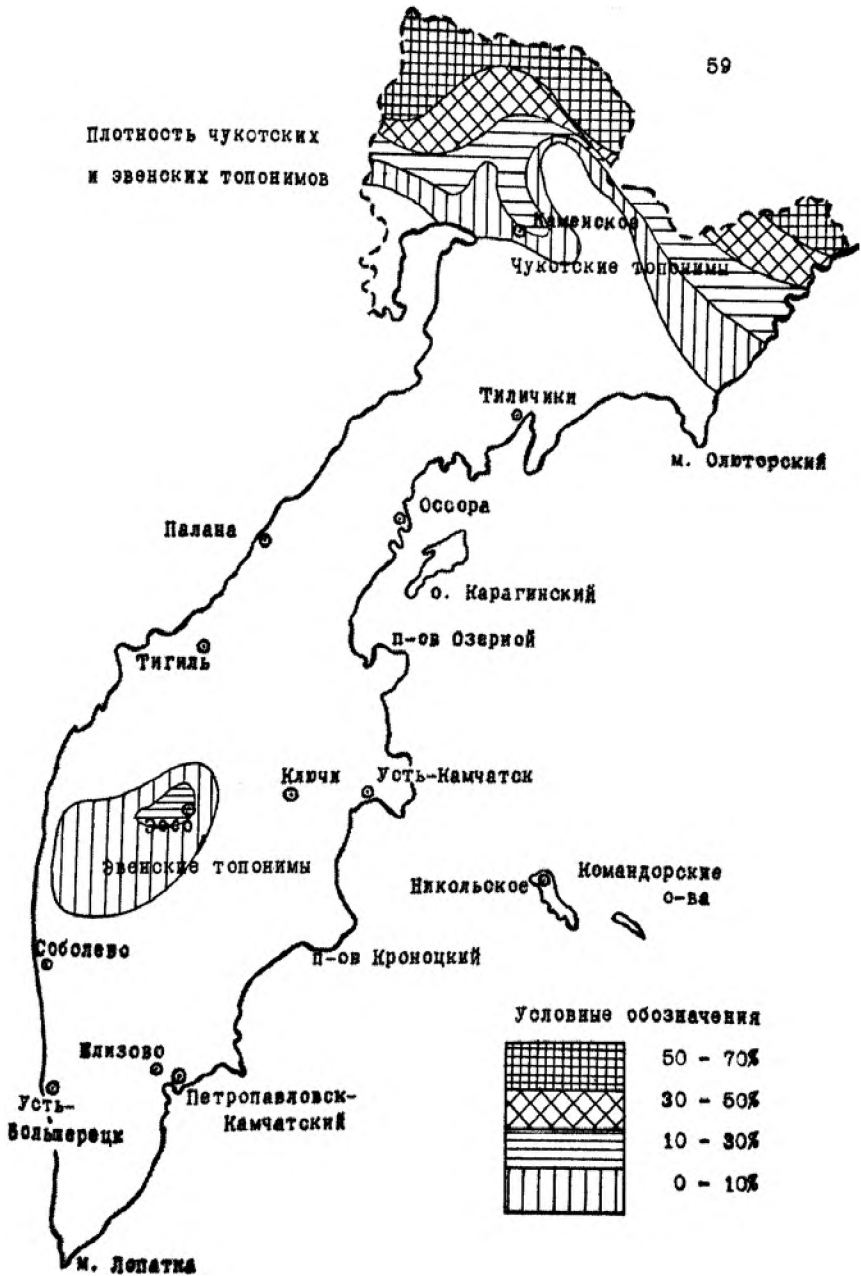 59
Плотность чукотских
и эвенских топонимов
Каменское
Чукотские топонимы
Тиличики
м. Олюторский
Оссора
Палана
о. Карагинский
п-ов Озерной
Тигиль
Ключи
Усть-Камчатск
Эссо
Эвенские топонимы
Никольское
Командорские
о-ва
Соболево
п-ов Кроноцкий
Условные обозначения
50 - 70%
30 - 50%
10 - 30%
0 - 10%
Елизово
Петропавловск-
Камчатский
Усть-
Большерецк
м. Лопатка